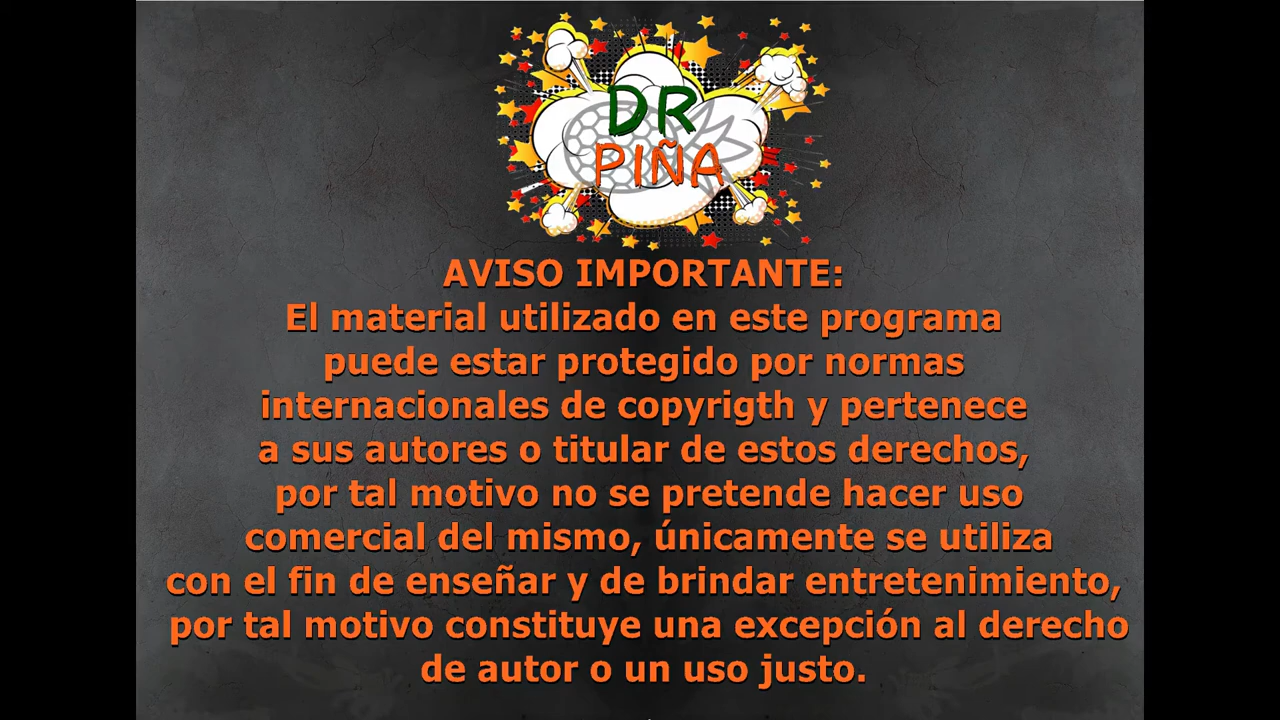 DR
PIÑA
AVISO IMPORTANTE:
El material utilizado en este programa
puede estar protegido por normas
internacionales de copyrigth y pertenece
a sus autores o titular de estos derechos,
por tal motivo no se pretende hacer uso
comercial del mismo, únicamente se utiliza
con el fin de enseñar y de brindar entretenimiento,
por tal motivo constituye una excepción al derecho
de autor o un uso justo.